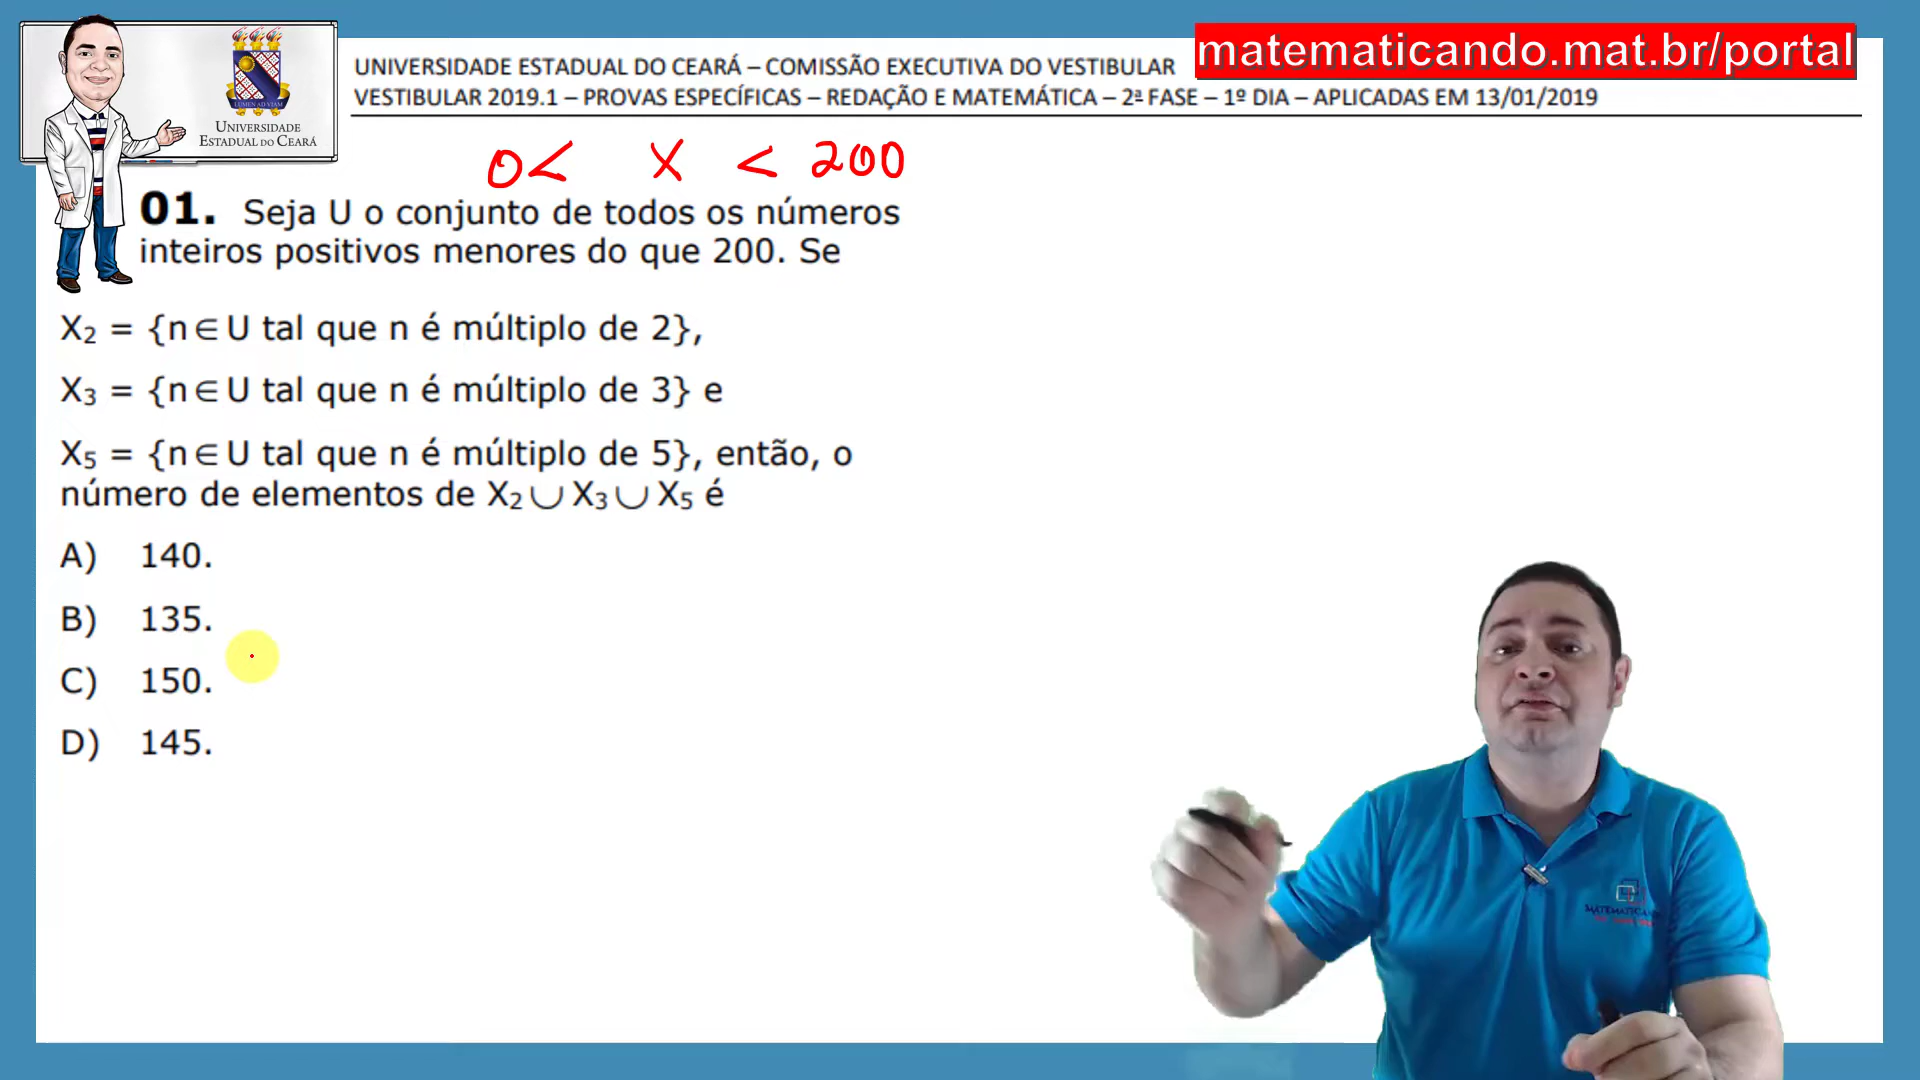 matematicando.mat.br/portal
UNIVERSIDADE ESTADUAL DO CEARÁ – COMISSÃO EXECUTIVA DO VESTIBULAR
VESTIBULAR 2019.1 – PROVAS ESPECÍFICAS – REDAÇÃO E MATEMÁTICA – 2ª FASE – 1º DIA – APLICADAS EM 13/01/2019
LUMEN AD VIAM
UNIVERSIDADE
ESTADUAL DO CEARÁ
0 < X < 200
01. Seja U o conjunto de todos os números
inteiros positivos menores do que 200. Se
X₂ = {n∈U tal que n é múltiplo de 2},
X₃ = {n∈U tal que n é múltiplo de 3} e
X₅ = {n∈U tal que n é múltiplo de 5}, então, o
número de elementos de X₂∪X₃∪X₅ é
A) 140.
B) 135.
C) 150.
D) 145.